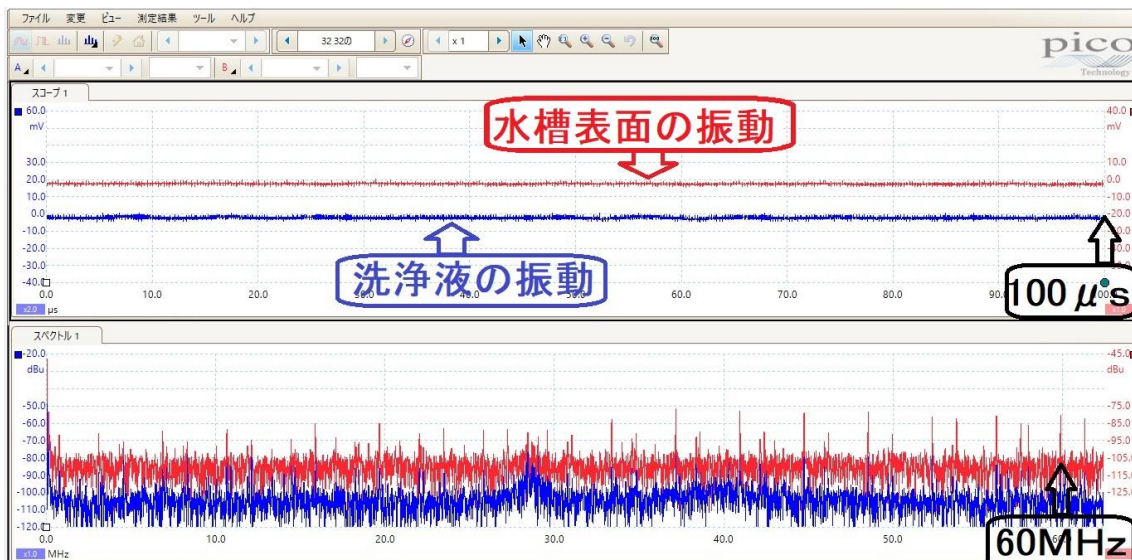 ファイル 変更 ビュー 測定結果 ツール ヘルプ
32 32の x 1
pico
Technology
A B
スコープ 1
60.0 40.0
mV mV
水槽表面の振動
30.0 10.0
20.0 0.0
10.0 -10.0
0.0 -20.0
-10.0
-20.0
洗浄液の振動
-30.0
-40.0
100μs
0.0 10.0 20.0 30.0 40.0 50.0 60.0 70.0 80.0
x2.0 µs
スペクトル 1
-20.0 -45.0
dBu dBu
-50.0 -75.0
-60.0 -85.0
-70.0 -95.0
-80.0 -105.0
-90.0 -115.0
-100.0 -125.0
-110.0
-120.0
60MHz
0.0 10.0 20.0 30.0 40.0 50.0
x1.0 MHz